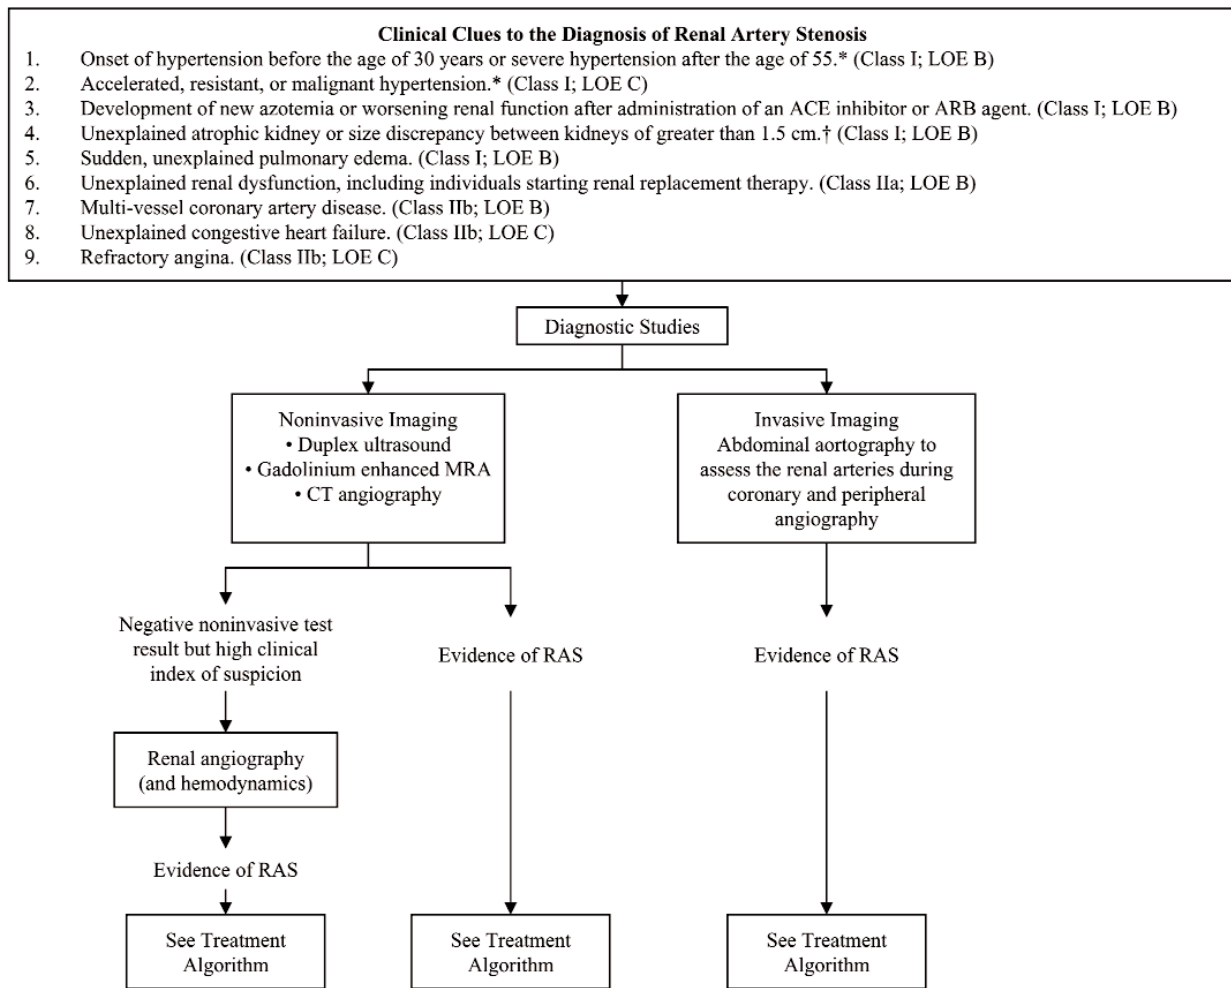 Clinical Clues to the Diagnosis of Renal Artery Stenosis
1. Onset of hypertension before the age of 30 years or severe hypertension after the age of 55.* (Class I; LOE B)
2. Accelerated, resistant, or malignant hypertension.* (Class I; LOE C)
3. Development of new azotemia or worsening renal function after administration of an ACE inhibitor or ARB agent. (Class I; LOE B)
4. Unexplained atrophic kidney or size discrepancy between kidneys of greater than 1.5 cm.† (Class I; LOE B)
5. Sudden, unexplained pulmonary edema. (Class I; LOE B)
6. Unexplained renal dysfunction, including individuals starting renal replacement therapy. (Class IIa; LOE B)
7. Multi-vessel coronary artery disease. (Class IIb; LOE B)
8. Unexplained congestive heart failure. (Class IIb; LOE C)
9. Refractory angina. (Class IIb; LOE C)
Diagnostic Studies
Noninvasive Imaging
• Duplex ultrasound
• Gadolinium enhanced MRA
• CT angiography
Invasive Imaging
Abdominal aortography to
assess the renal arteries during
coronary and peripheral
angiography
Negative noninvasive test
result but high clinical
index of suspicion
Evidence of RAS
Evidence of RAS
Renal angiography
(and hemodynamics)
Evidence of RAS
See Treatment
Algorithm
See Treatment
Algorithm
See Treatment
Algorithm